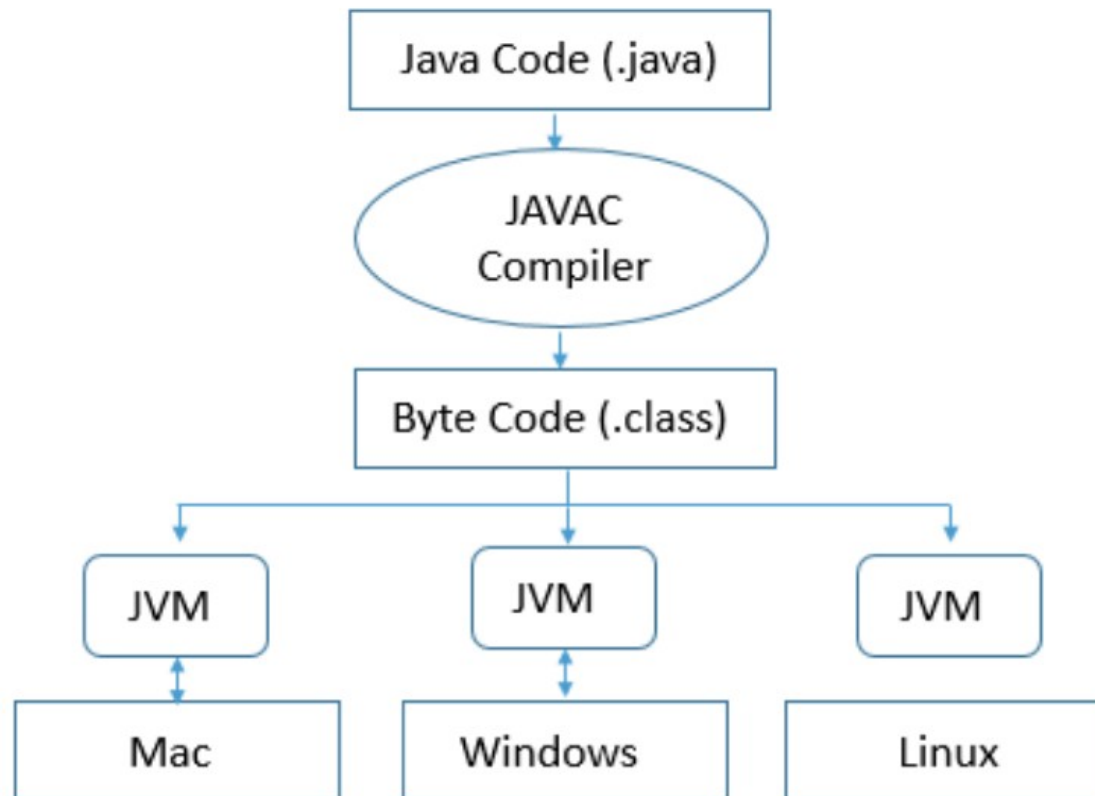 Java Code (.java)
JAVAC
Compiler
Byte Code (.class)
JVM
JVM
JVM
Mac
Windows
Linux